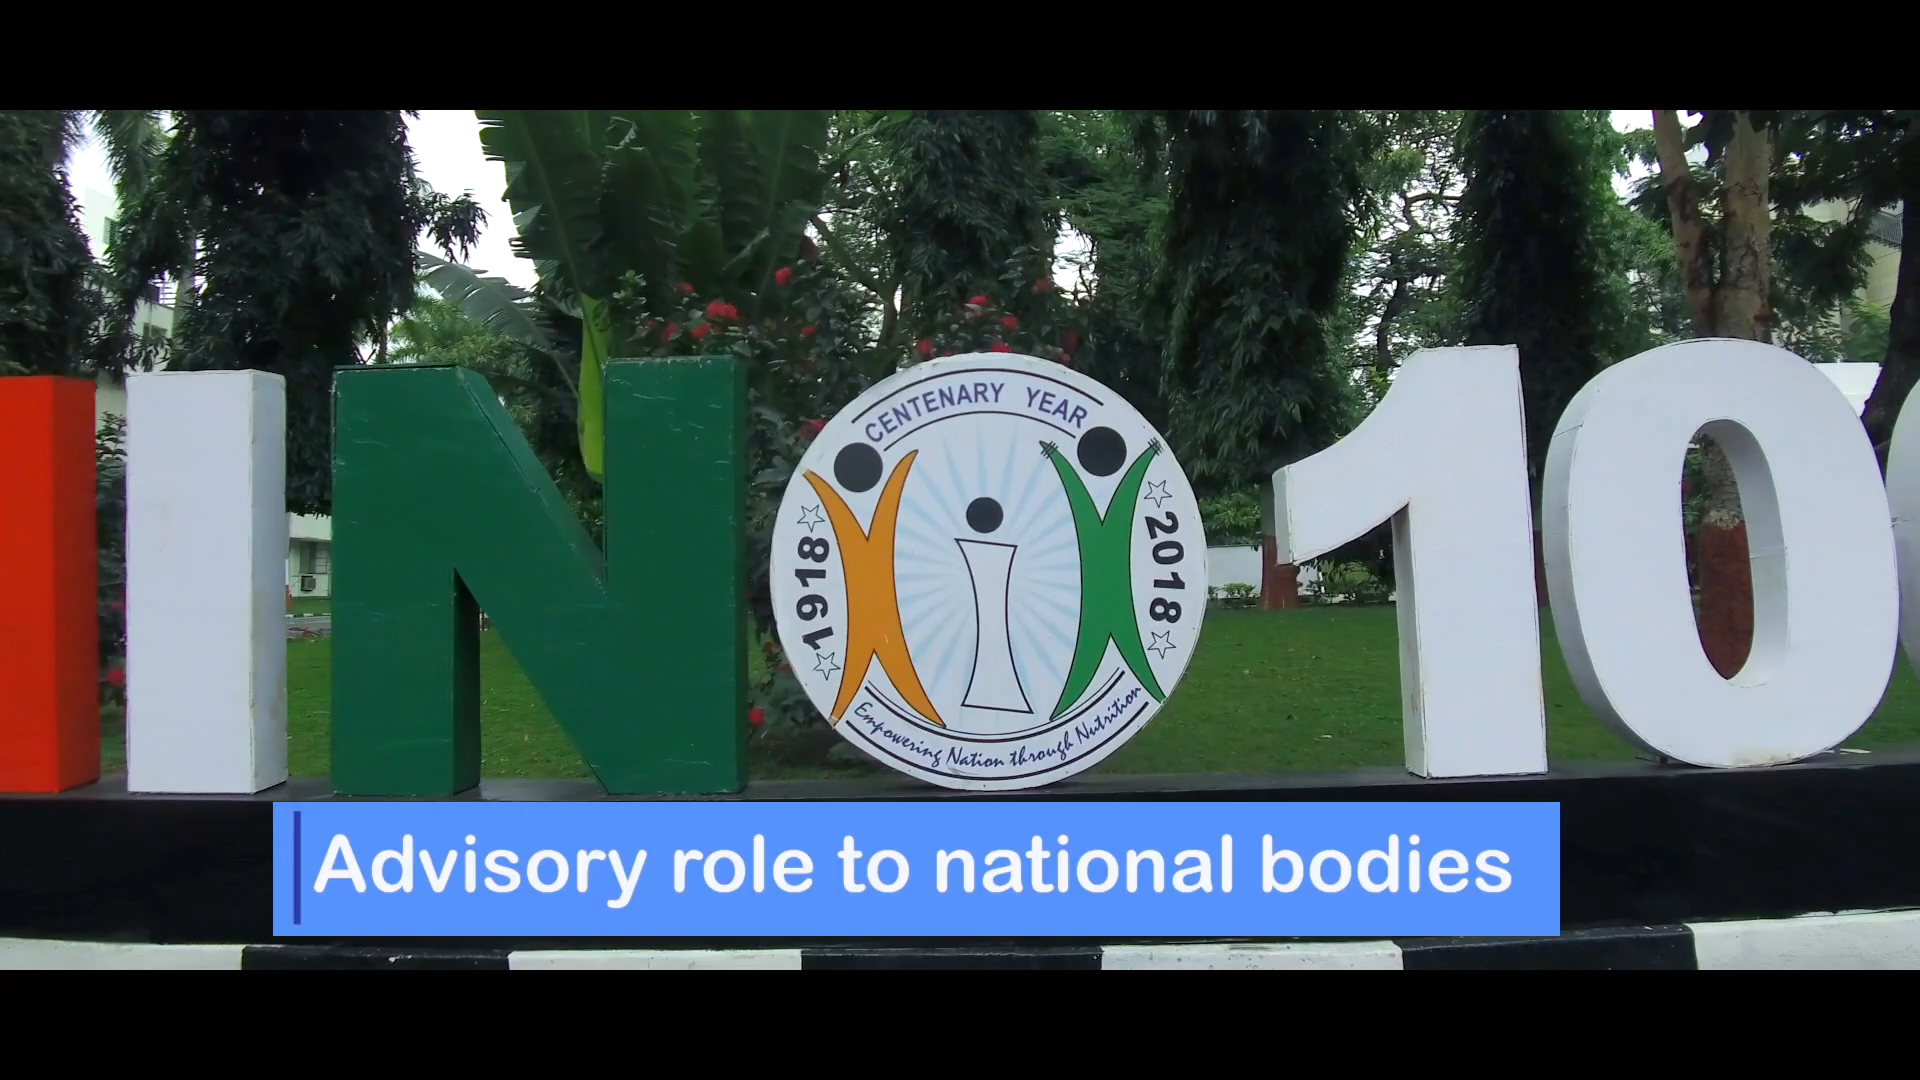 IN
CENTENARY YEAR
1918
2018
Empowering Nation through Nutrition
10
Advisory role to national bodies